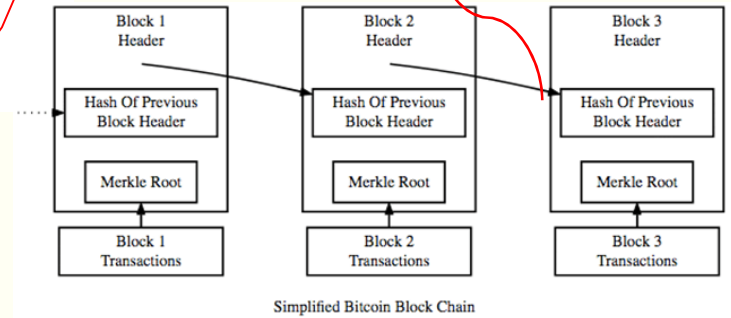 Block 1
Header
Hash Of Previous
Block Header
Merkle Root
Block 1
Transactions
Block 2
Header
Hash Of Previous
Block Header
Merkle Root
Block 2
Transactions
Block 3
Header
Hash Of Previous
Block Header
Merkle Root
Block 3
Transactions
Simplified Bitcoin Block Chain